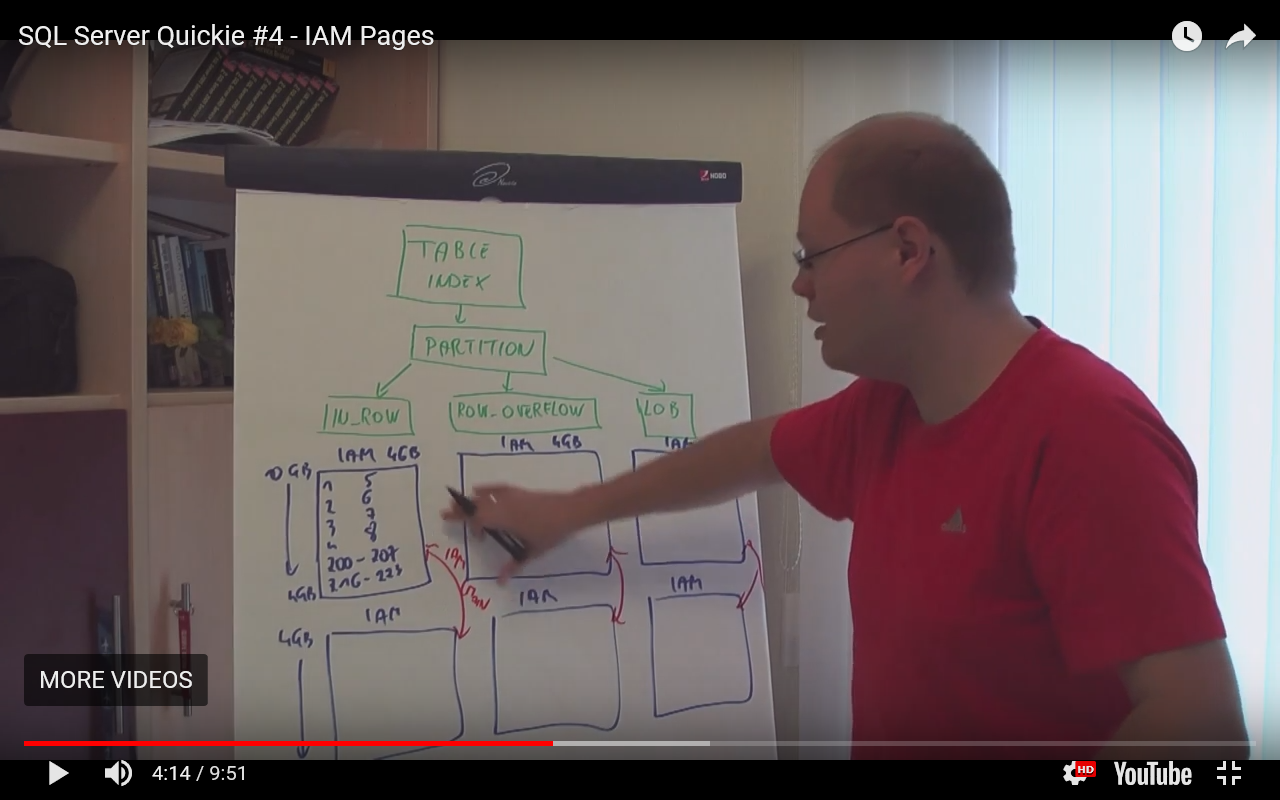 SQL Server Quickie #4 - IAM Pages
NOBO
TABLE
INDEX
PARTITION
IN_ROW
ROW_OVERFLOW
LOB
IAM 4GB
IAM 4GB
IAM
0 GB
1 5
2 6
3 7
4 8
200 - 207
216 - 223
4GB
IAM
IAM
IAM
IAM
4GB
MORE VIDEOS
4:14 / 9:51
HD
YouTube